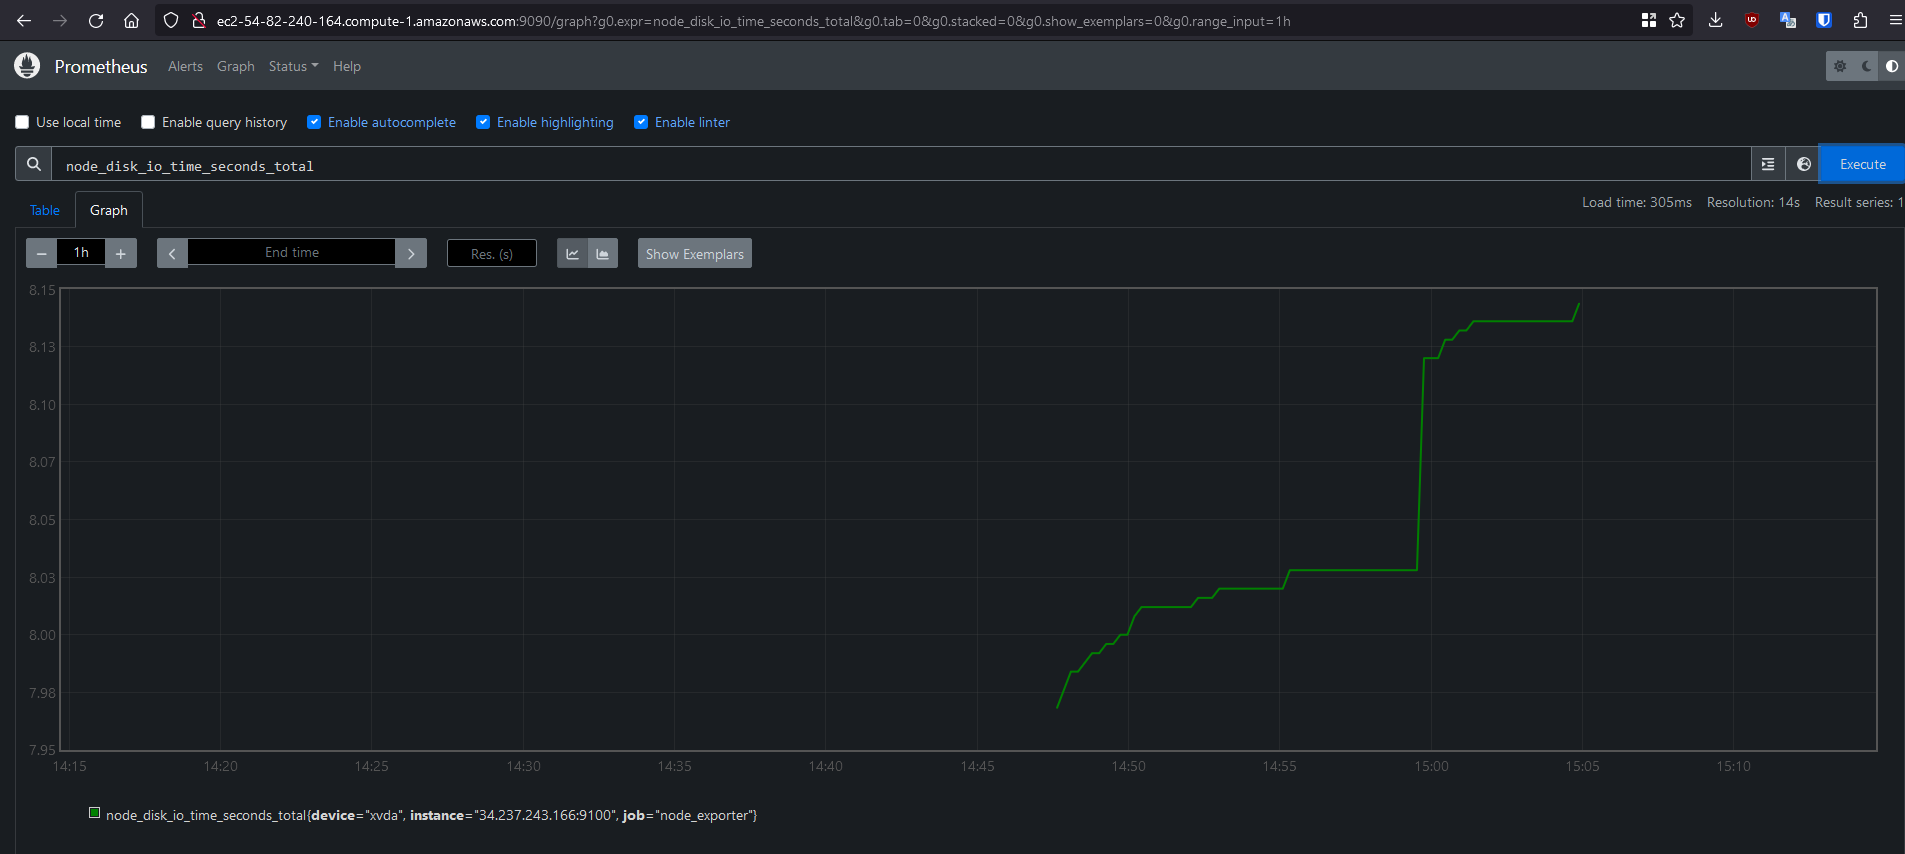 ec2-54-82-240-164.compute-1.amazonaws.com:9090/graph?g0.expr=node_disk_io_time_seconds_total&g0.tab=0&g0.stacked=0&g0.show_exemplars=0&g0.range_input=1h
Prometheus Alerts Graph Status Help
Use local time Enable query history Enable autocomplete Enable highlighting Enable linter
node_disk_io_time_seconds_total Execute
Table Graph Load time: 305ms Resolution: 14s Result series: 1
− 1h + End time Res. (s) Show Exemplars
8.15
8.13
8.10
8.07
8.05
8.03
8.00
7.98
7.95
14:15 14:20 14:25 14:30 14:35 14:40 14:45 14:50 14:55 15:00 15:05 15:10
node_disk_io_time_seconds_total{device="xvda", instance="34.237.243.166:9100", job="node_exporter"}